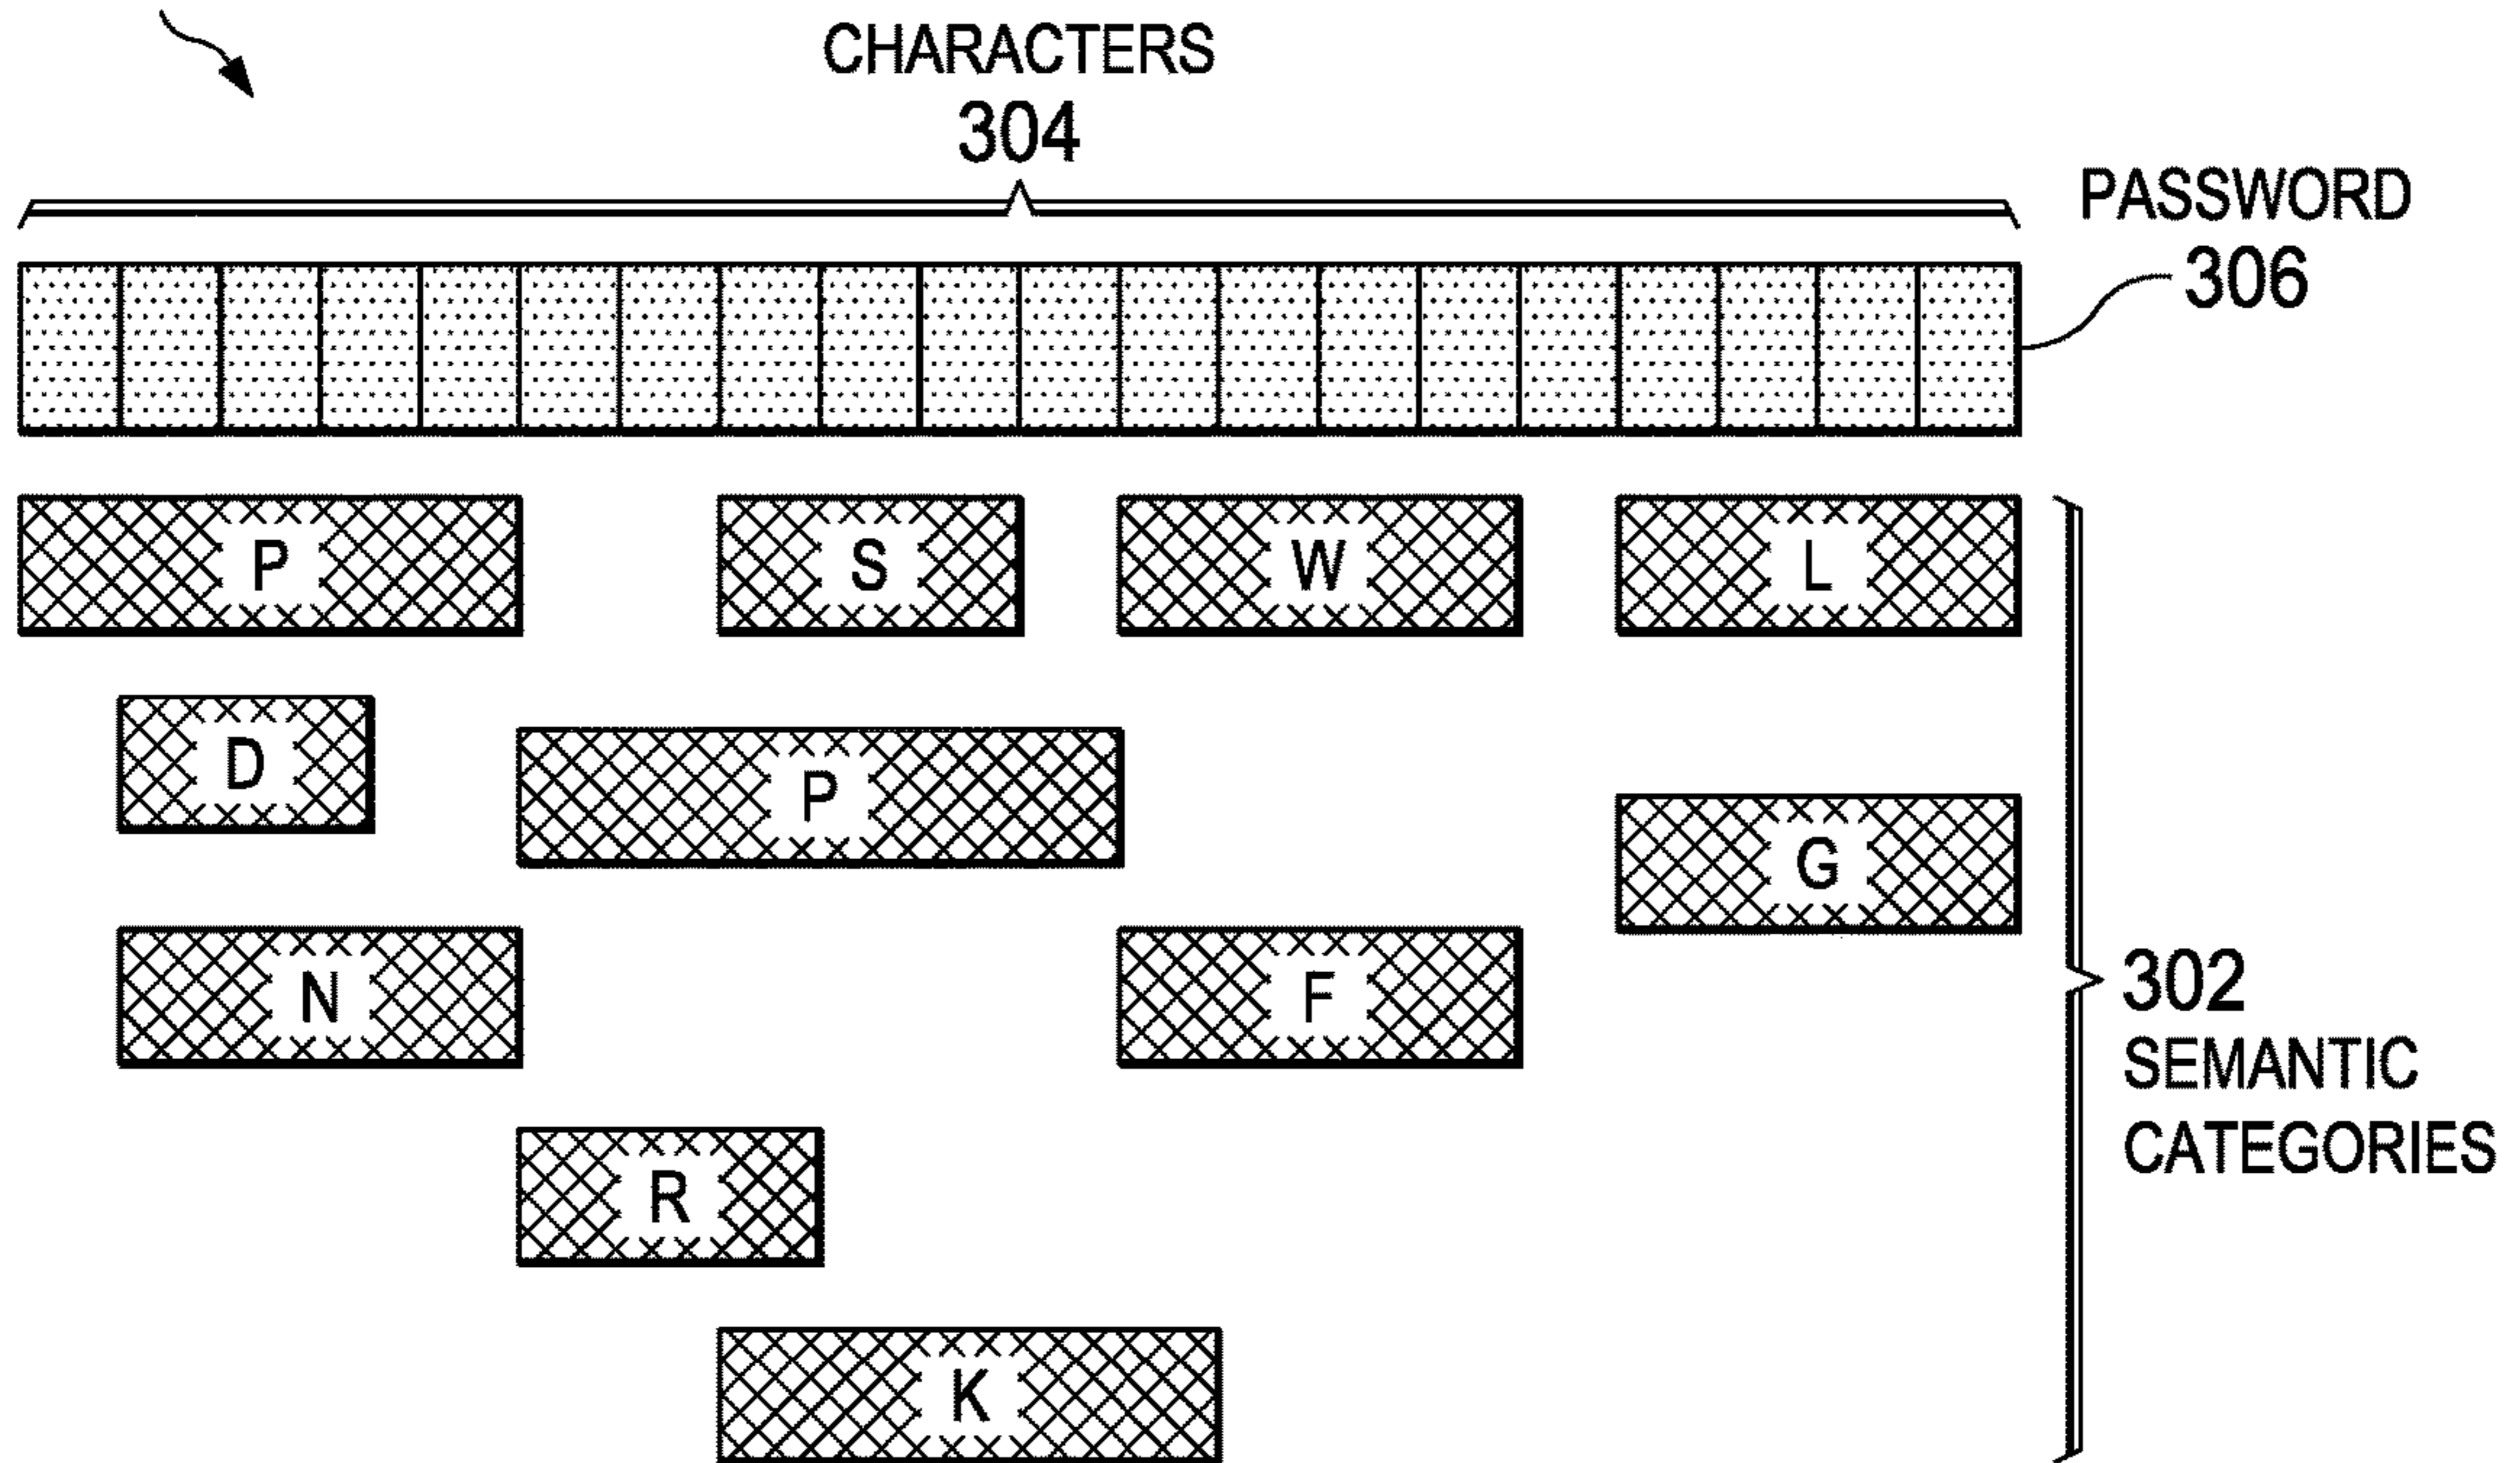 CHARACTERS
304
PASSWORD
306
P
S
W
L
D
P
G
N
F
302
SEMANTIC
CATEGORIES
R
K